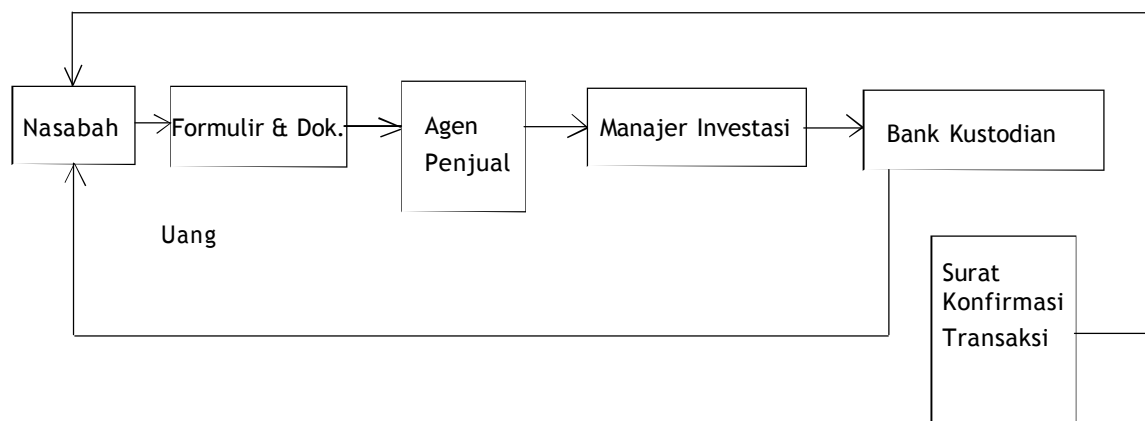 Nasabah
Formulir & Dok.
Agen
Penjual
Manajer Investasi
Bank Kustodian
Uang
Surat
Konfirmasi
Transaksi